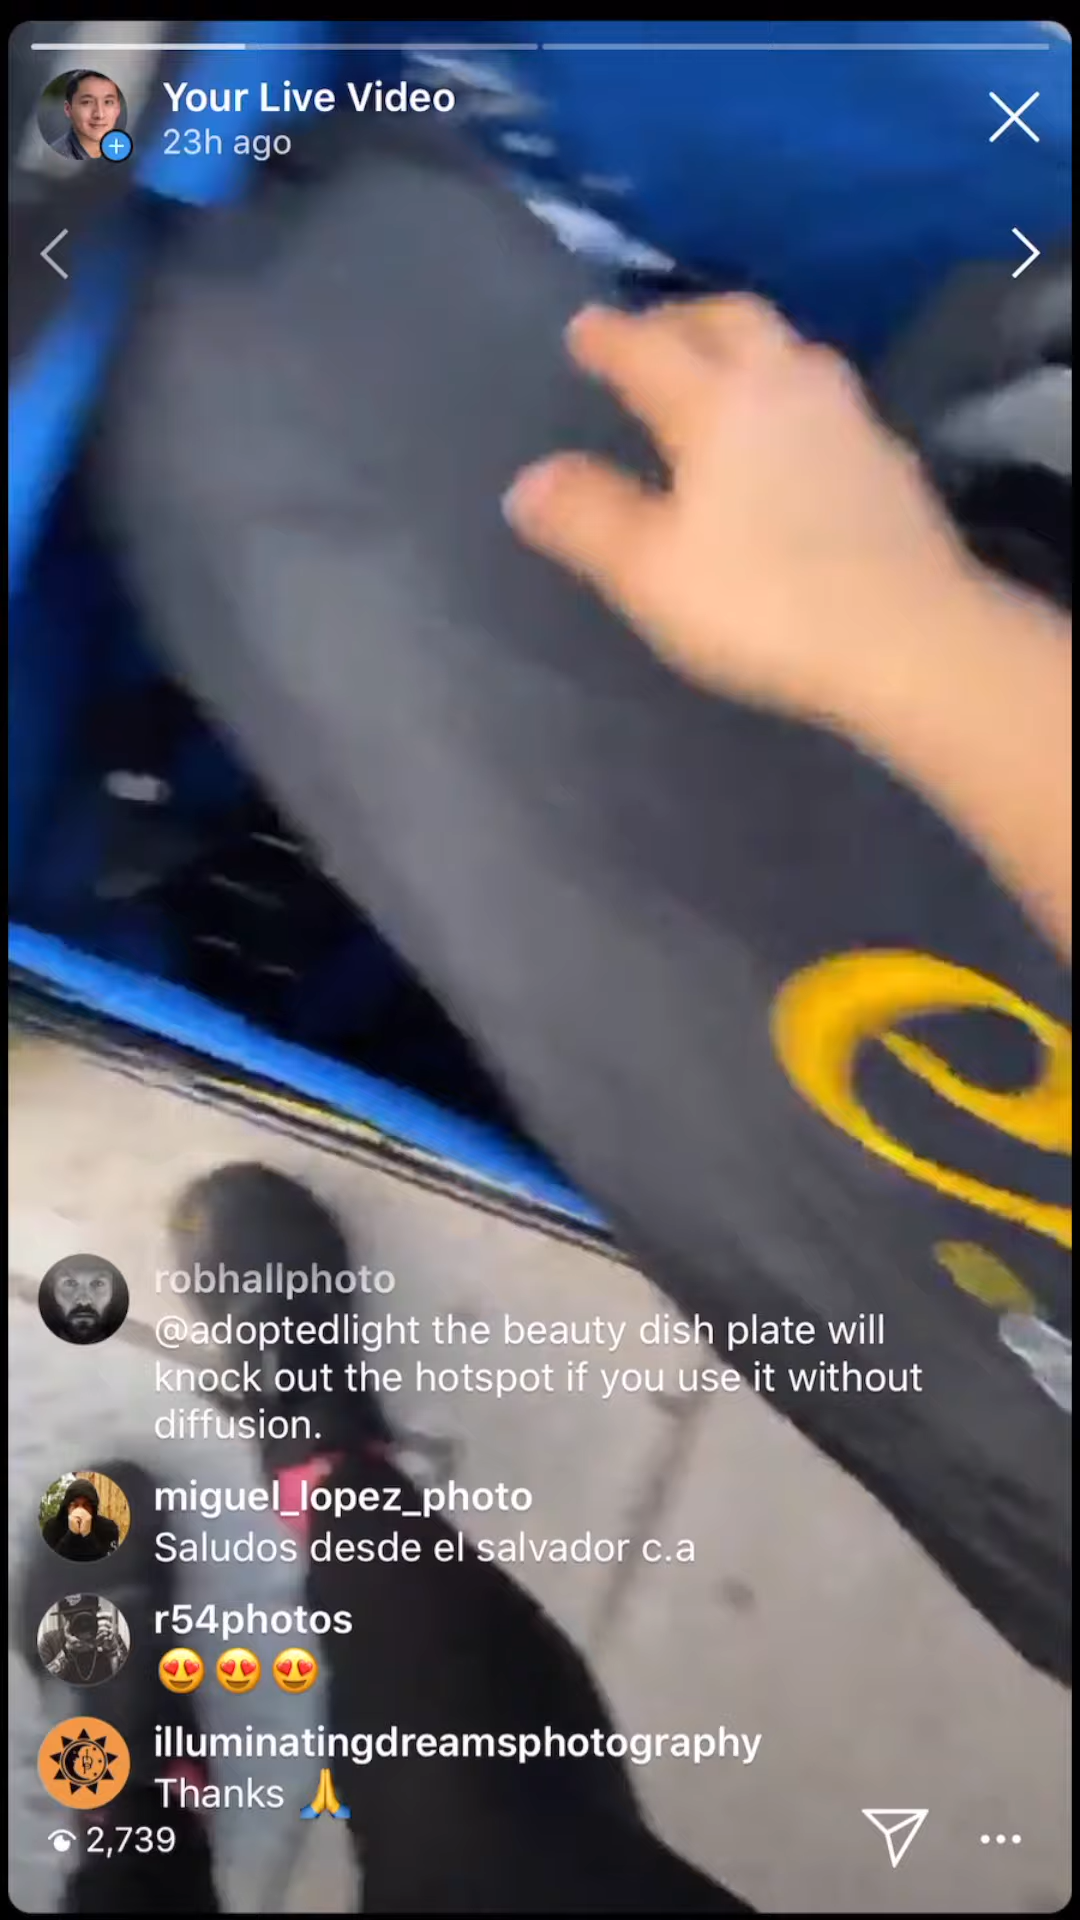 Your Live Video
23h ago
robhallphoto
@adoptedlight the beauty dish plate will
knock out the hotspot if you use it without
diffusion.
miguel_lopez_photo
Saludos desde el salvador c.a
r54photos
😍😍😍
illuminatingdreamsphotography
Thanks 🙏
2,739